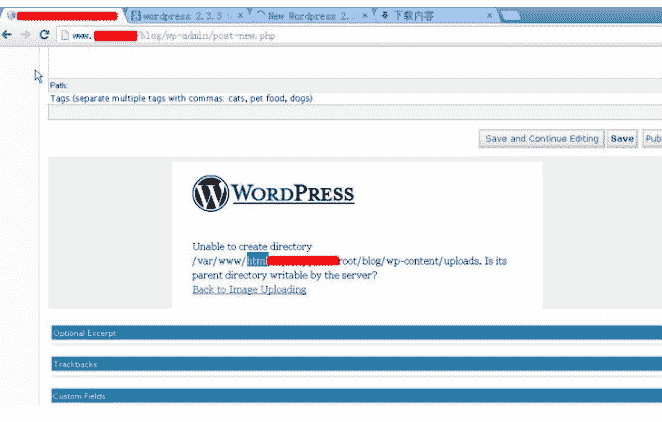 wordpress 2.3.3
New Wordpress 2.
下载内容
www.
/blog/wp-admin/post-new.php
Path:
Tags (separate multiple tags with commas: cats, pet food, dogs)
Save and Continue Editing Save Pub
WORDPRESS
Unable to create directory
/var/www/html root/blog/wp-content/uploads. Is its
parent directory writable by the server?
Back to Image Uploading
Optional Excerpt
Trackbacks
Custom Fields